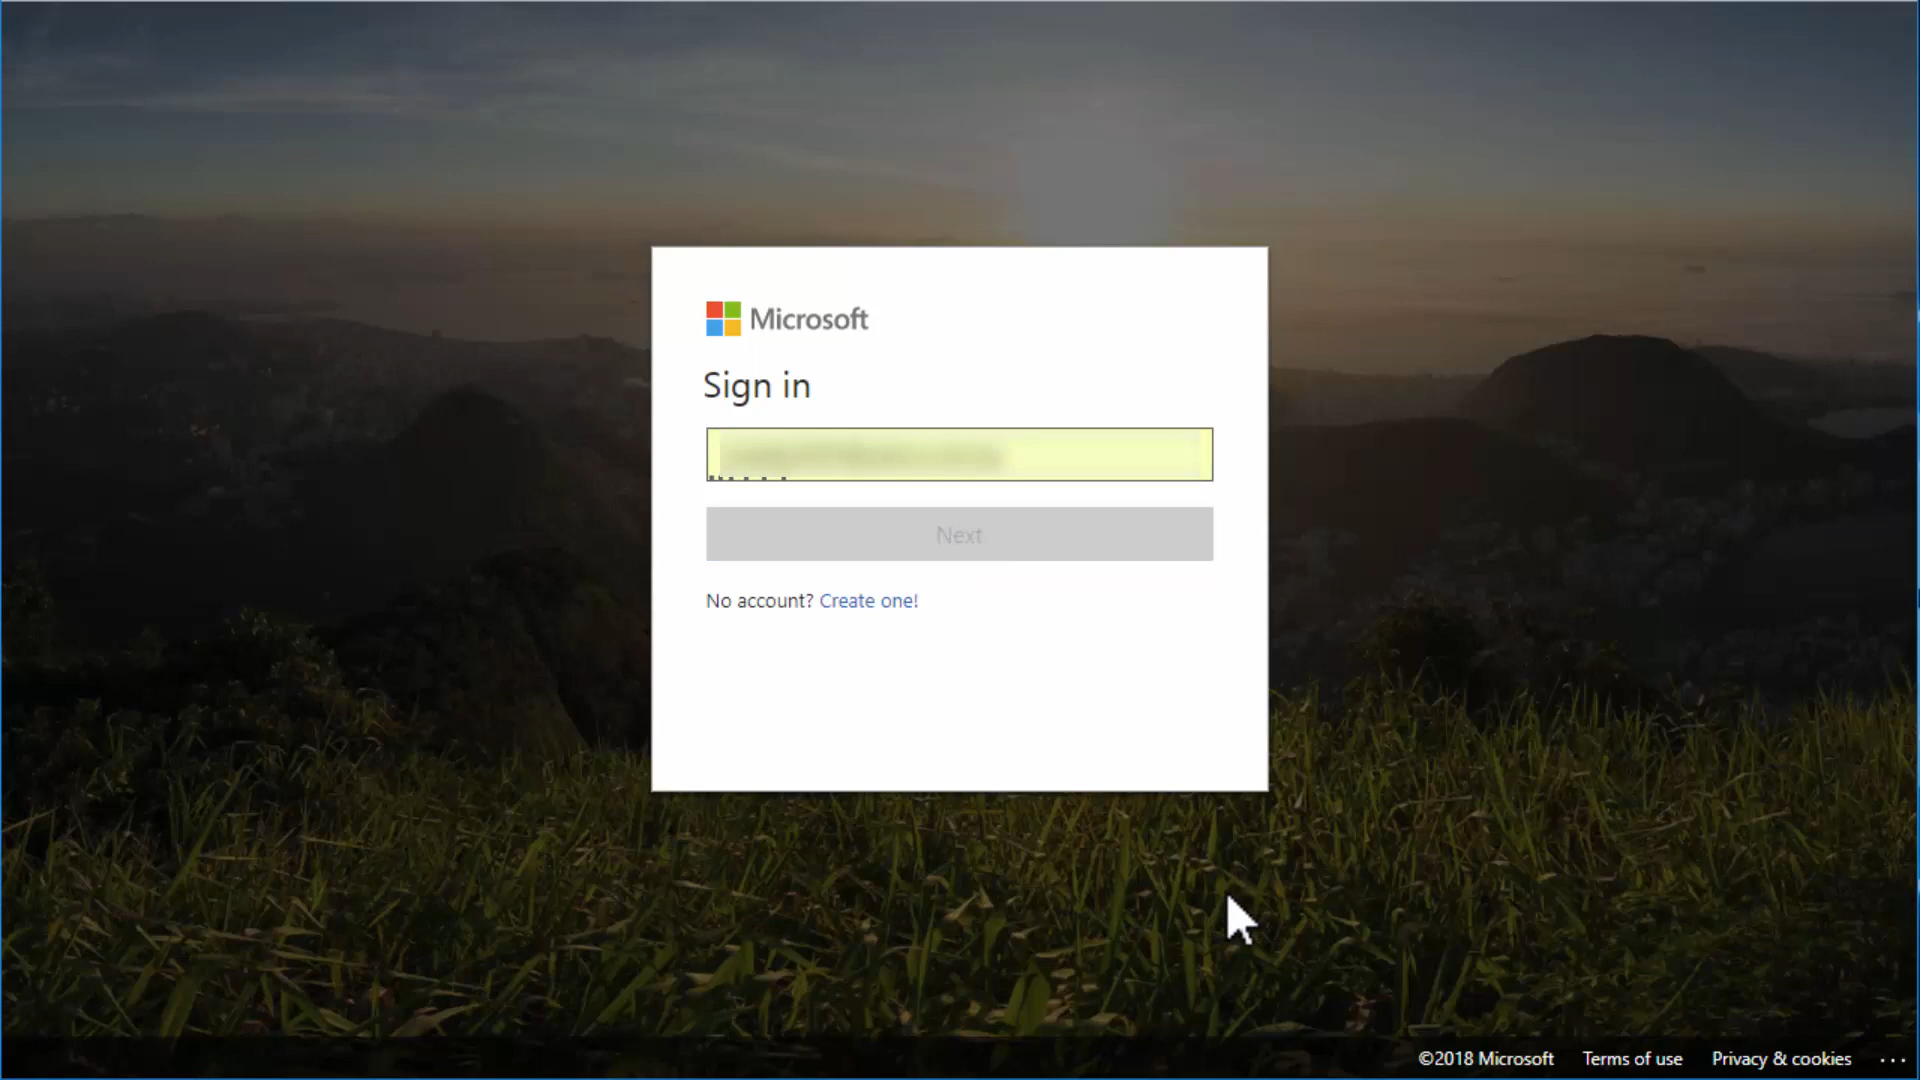 Microsoft
Sign in
Next
No account? Create one!
©2018 Microsoft Terms of use Privacy & cookies ...